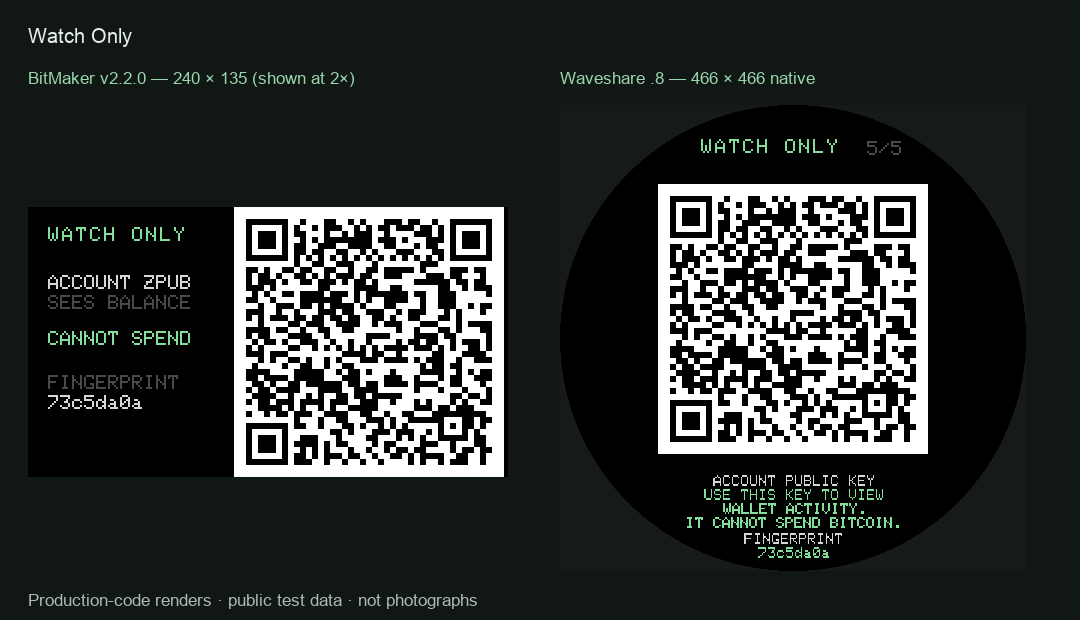 Watch Only
BitMaker v2.2.0 — 240 × 135 (shown at 2×)
WATCH ONLY
ACCOUNT ZPUB
SEES BALANCE
CANNOT SPEND
FINGERPRINT
73c5da0a
Waveshare .8 — 466 × 466 native
WATCH ONLY 5/5
ACCOUNT PUBLIC KEY
USE THIS KEY TO VIEW
WALLET ACTIVITY.
IT CANNOT SPEND BITCOIN.
FINGERPRINT
73c5da0a
Production-code renders · public test data · not photographs